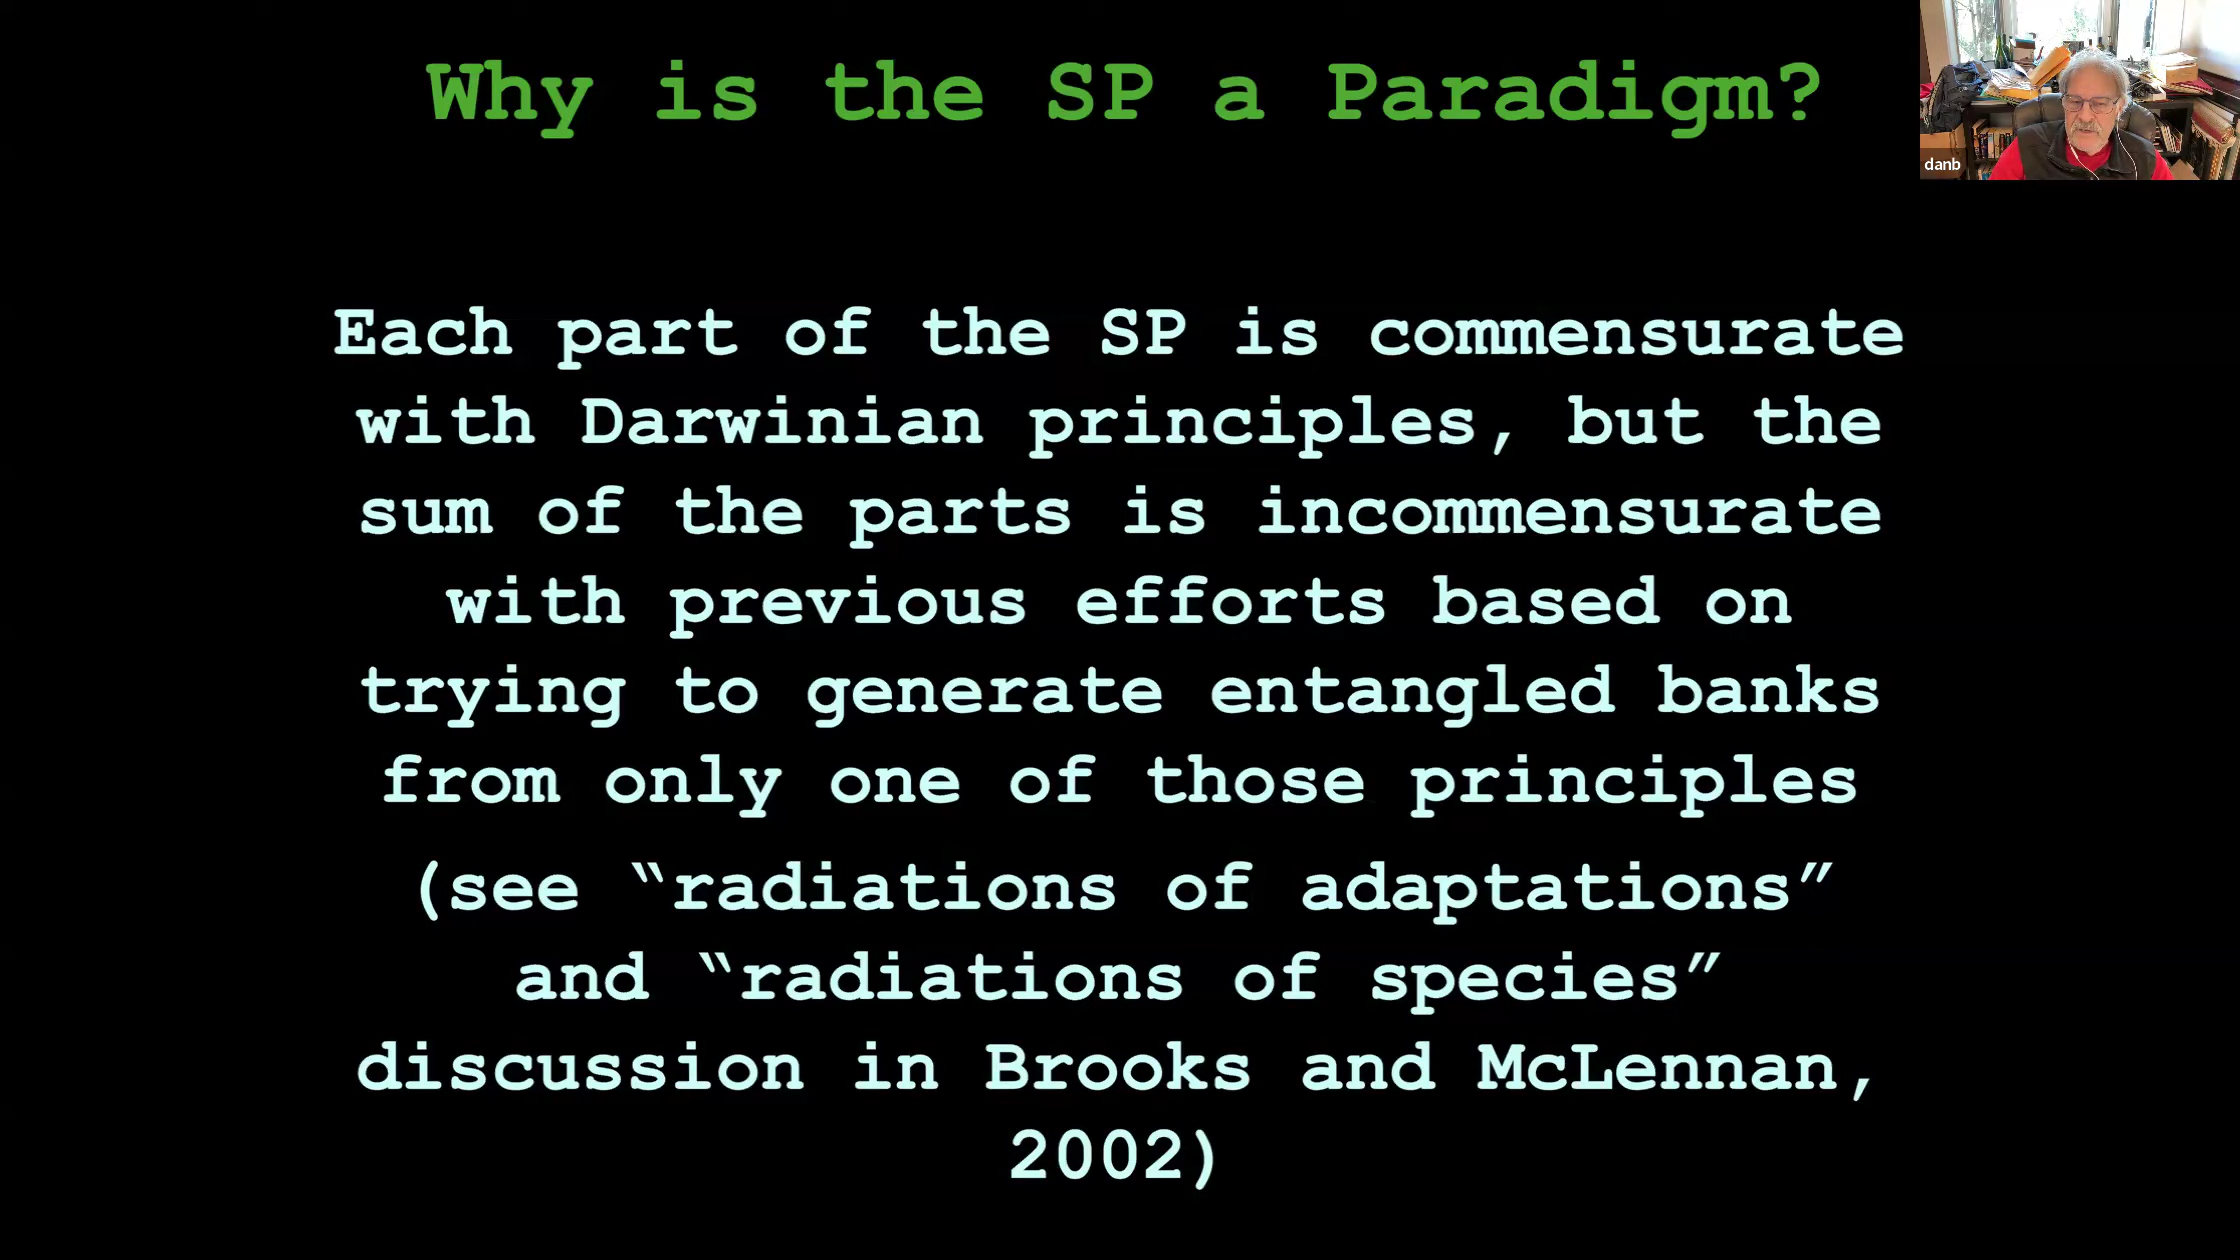 Why is the SP a Paradigm?
danb
Each part of the SP is commensurate
with Darwinian principles, but the
sum of the parts is incommensurate
with previous efforts based on
trying to generate entangled banks
from only one of those principles
(see “radiations of adaptations”
and “radiations of species”
discussion in Brooks and McLennan,
2002)